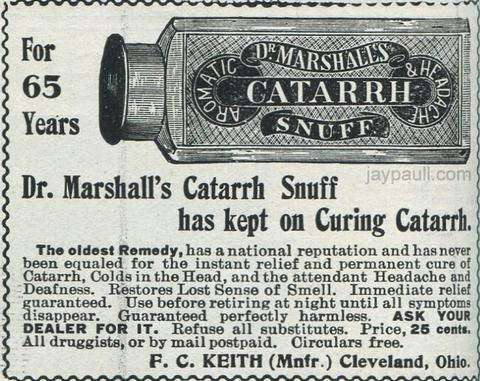 For
65
Years
DR MARSHALL'S
AROMATIC
CATARRH
& HEADACHE
SNUFF
jaypaull.com
Dr. Marshall's Catarrh Snuff
has kept on Curing Catarrh.
The oldest Remedy, has a national reputation and has never
been equaled for the instant relief and permanent cure of
Catarrh, Colds in the Head, and the attendant Headache and
Deafness. Restores Lost Sense of Smell. Immediate relief
guaranteed. Use before retiring at night until all symptoms
disappear. Guaranteed perfectly harmless. ASK YOUR
DEALER FOR IT. Refuse all substitutes. Price, 25 cents.
All druggists, or by mail postpaid. Circulars free.
F. C. KEITH (Mnfr.) Cleveland, Ohio.